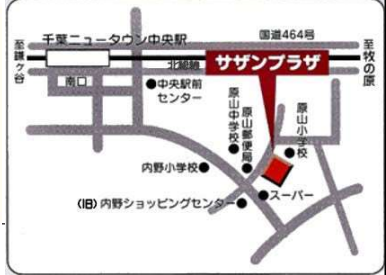 国道464号
千葉ニュータウン中央駅
至鎌ヶ谷
至牧の原
サザンプラザ
北総線
南口
●中央駅前
センター
原山中学校
原山郵便局
原山小学校
内野小学校●
●スーパー
(旧)内野ショッピングセンター●